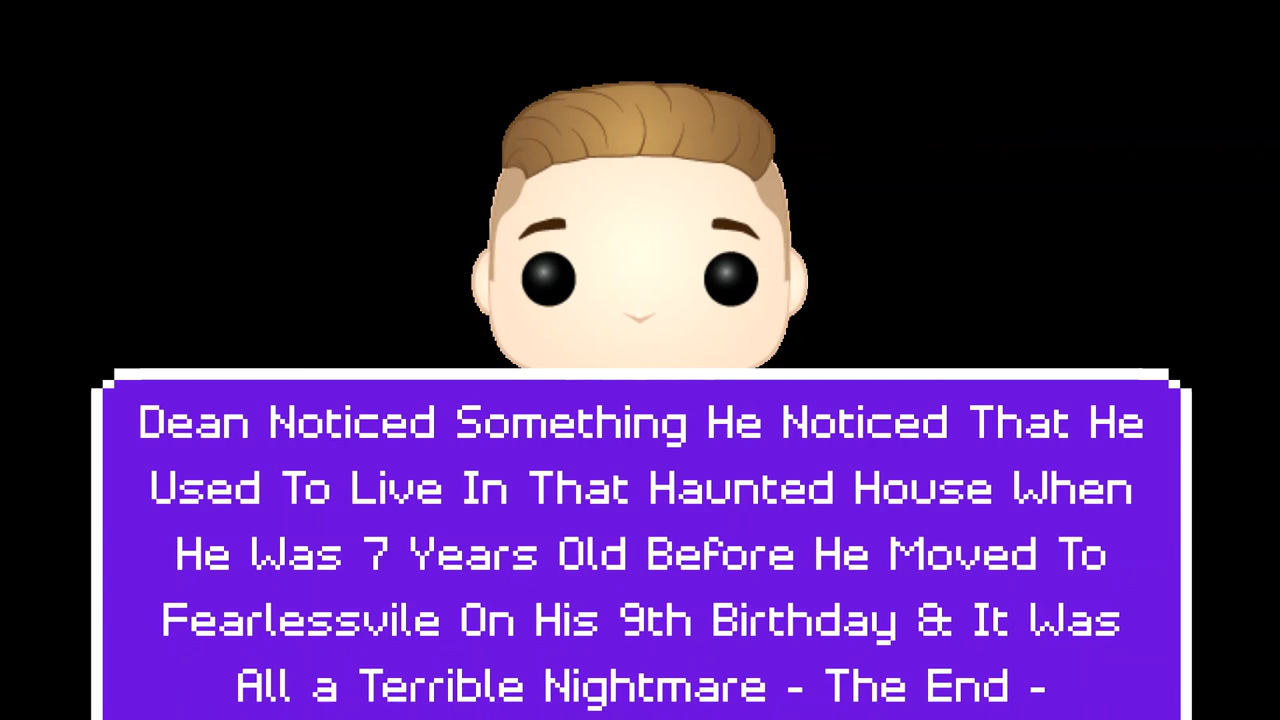 Dean Noticed Something He Noticed That He
Used To Live In That Haunted House When
He Was 7 Years Old Before He Moved To
Fearlessvile On His 9th Birthday & It Was
All a Terrible Nightmare - The End -